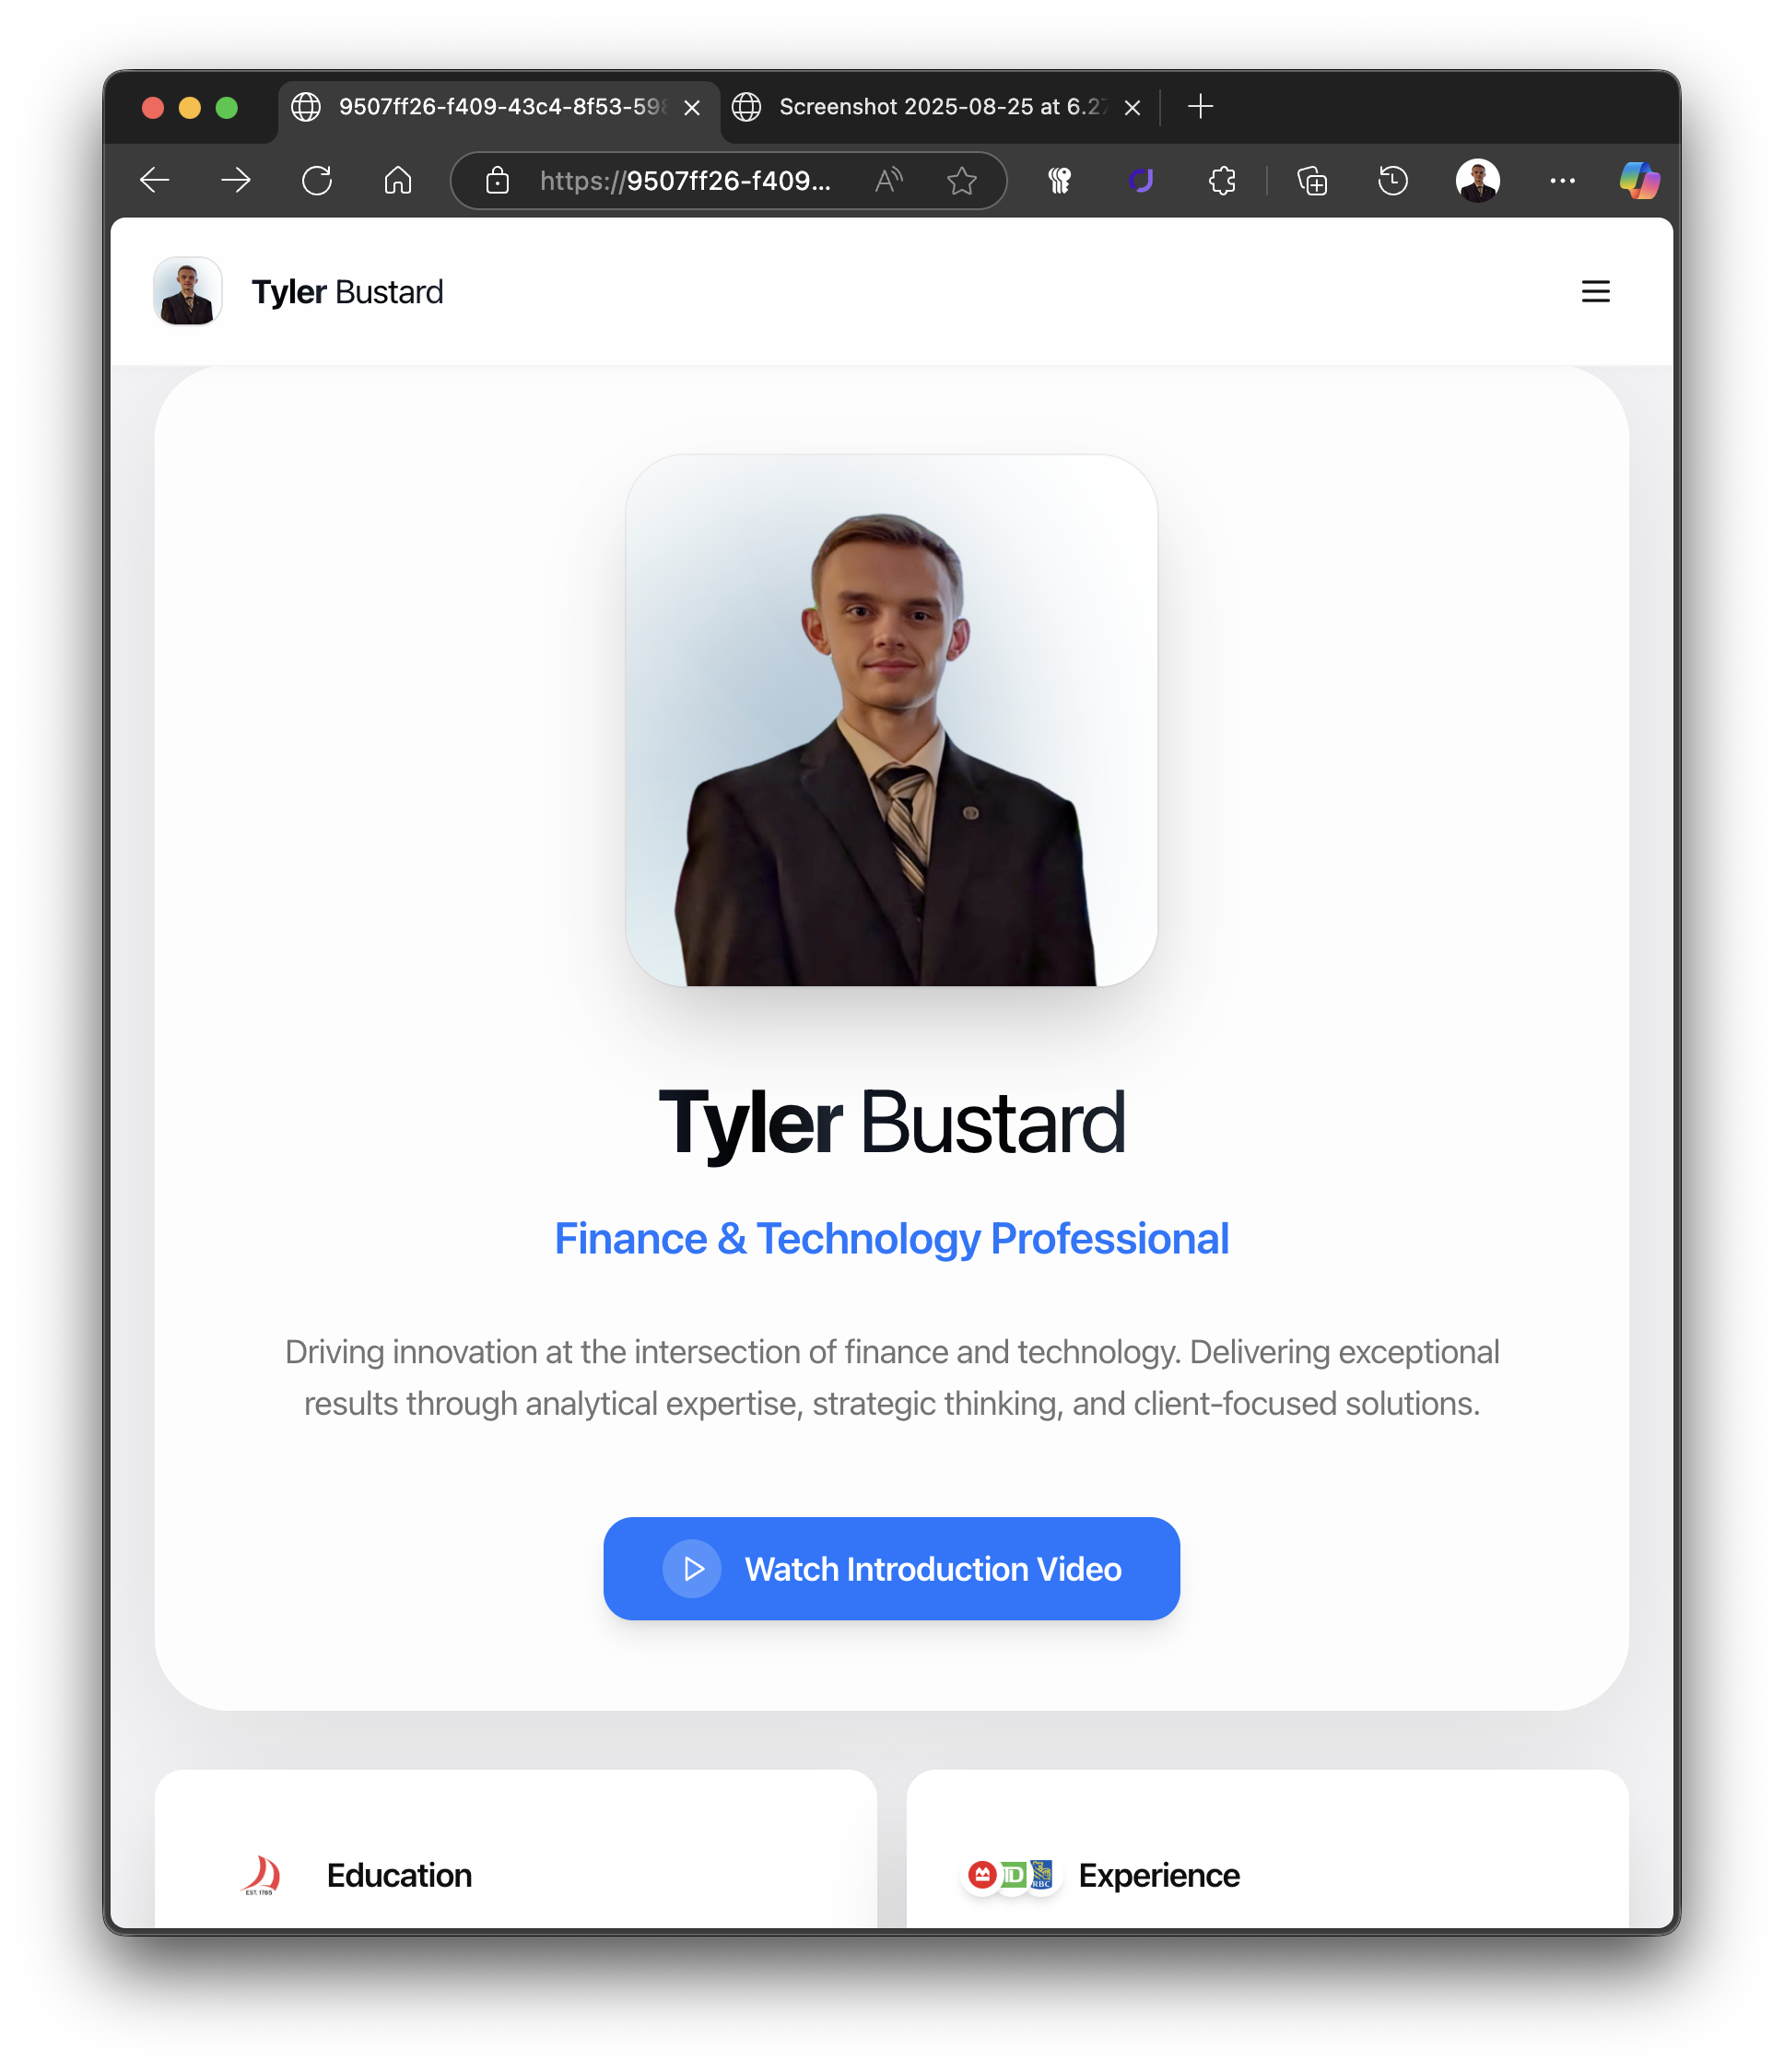 9507ff26-f409-43c4-8f53-598
Screenshot 2025-08-25 at 6.27
https://9507ff26-f409...
Tyler Bustard
Tyler Bustard
Finance & Technology Professional
Driving innovation at the intersection of finance and technology. Delivering exceptional
results through analytical expertise, strategic thinking, and client-focused solutions.
Watch Introduction Video
EST. 1785
Education
TD
RBC
Experience